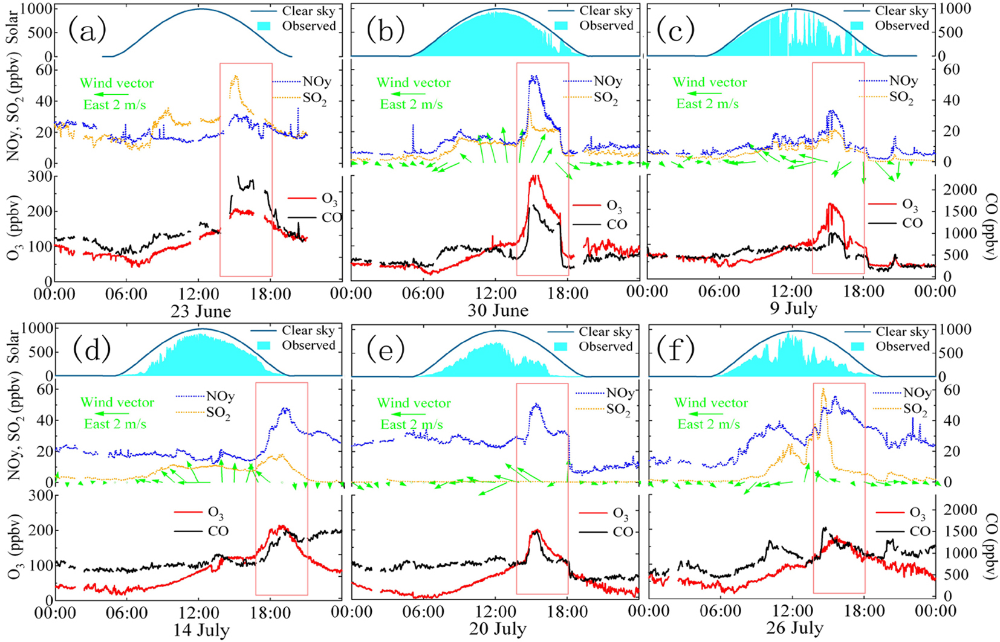 1000
500
0
Solar
(a)
Clear sky
Observed
(b)
Clear sky
Observed
(c)
Clear sky
Observed
1000
500
0
60
40
20
0
NOy, SO2 (ppbv)
Wind vector
East 2 m/s
NOy
SO2
Wind vector
East 2 m/s
NOy
SO2
Wind vector
East 2 m/s
NOy
SO2
60
40
20
0
300
200
100
0
O3 (ppbv)
O3
CO
O3
CO
O3
CO
2000
1500
1000
500
0
CO (ppbv)
00:00 06:00 12:00 18:00 00:00 06:00 12:00 18:00 00:00 06:00 12:00 18:00 00:00
23 June 30 June 9 July
1000
500
0
Solar
(d)
Clear sky
Observed
(e)
Clear sky
Observed
(f)
Clear sky
Observed
1000
500
0
60
40
20
0
NOy, SO2 (ppbv)
Wind vector
East 2 m/s
NOy
SO2
Wind vector
East 2 m/s
NOy
SO2
Wind vector
East 2 m/s
NOy
SO2
60
40
20
0
300
200
100
0
O3 (ppbv)
O3
CO
O3
CO
O3
CO
2000
1500
1000
500
0
CO (ppbv)
00:00 06:00 12:00 18:00 00:00 06:00 12:00 18:00 00:00 06:00 12:00 18:00 00:00
14 July 20 July 26 July